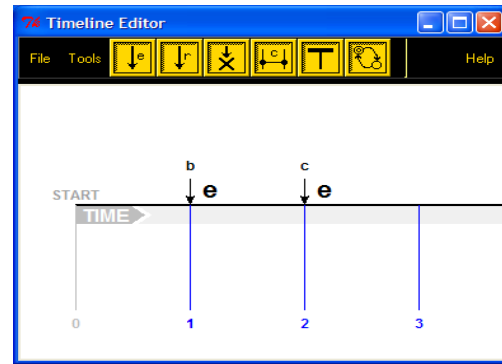 Timeline Editor
File Tools e r c T Help
b c
e e
START
TIME
0 1 2 3